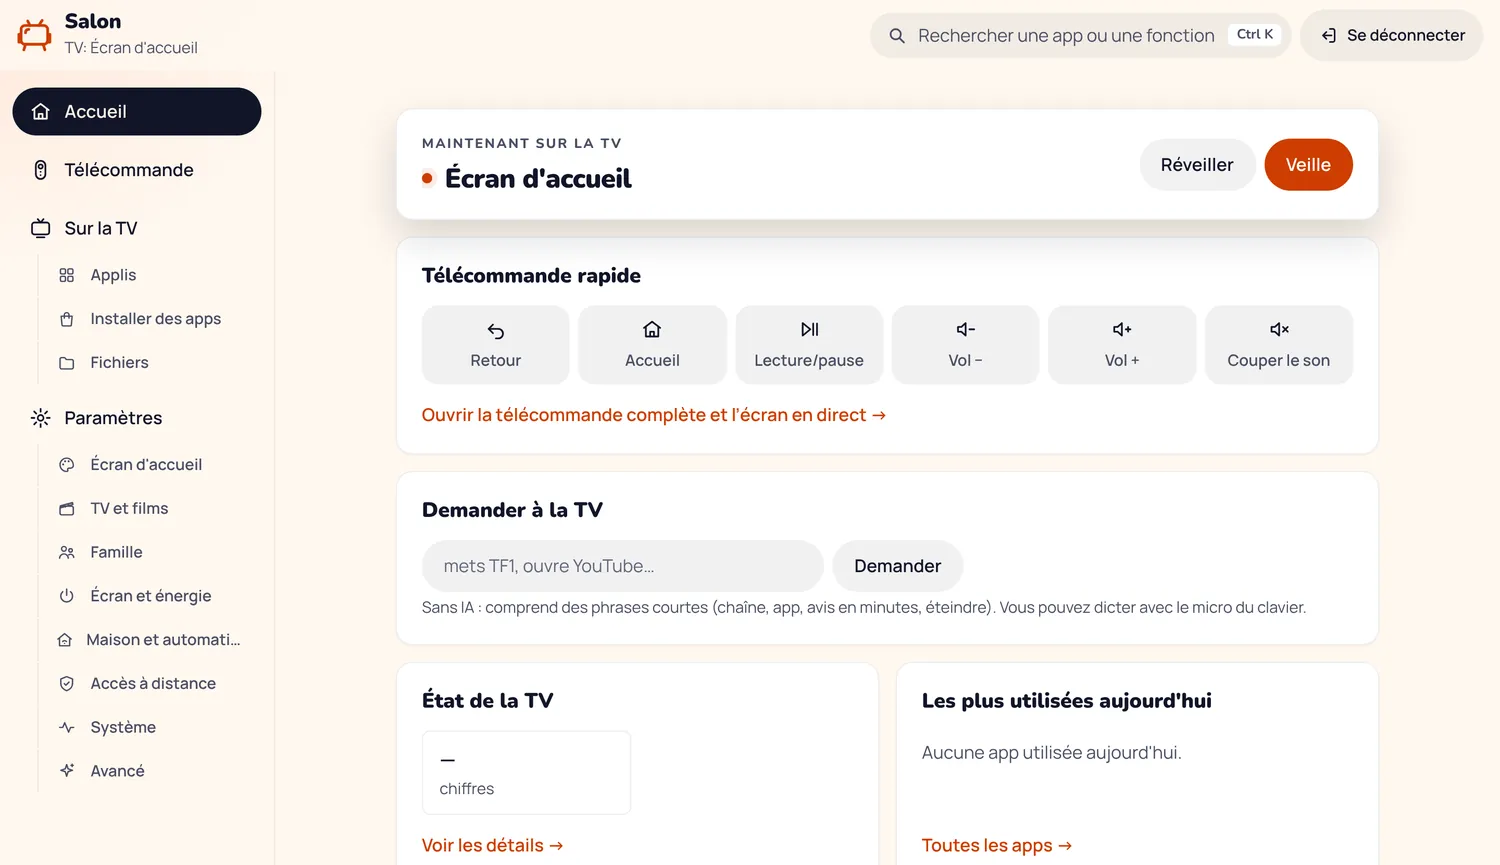 Salon
TV: Écran d'accueil
Rechercher une app ou une fonction
Ctrl K
Se déconnecter
Accueil
Télécommande
Sur la TV
Applis
Installer des apps
Fichiers
Paramètres
Écran d'accueil
TV et films
Famille
Écran et énergie
Maison et automati...
Accès à distance
Système
Avancé
MAINTENANT SUR LA TV
Écran d'accueil
Réveiller
Veille
Télécommande rapide
Retour
Accueil
Lecture/pause
Vol −
Vol +
Couper le son
Ouvrir la télécommande complète et l’écran en direct →
Demander à la TV
mets TF1, ouvre YouTube...
Demander
Sans IA : comprend des phrases courtes (chaîne, app, avis en minutes, éteindre). Vous pouvez dicter avec le micro du clavier.
État de la TV
—
chiffres
Voir les détails →
Les plus utilisées aujourd'hui
Aucune app utilisée aujourd'hui.
Toutes les apps →